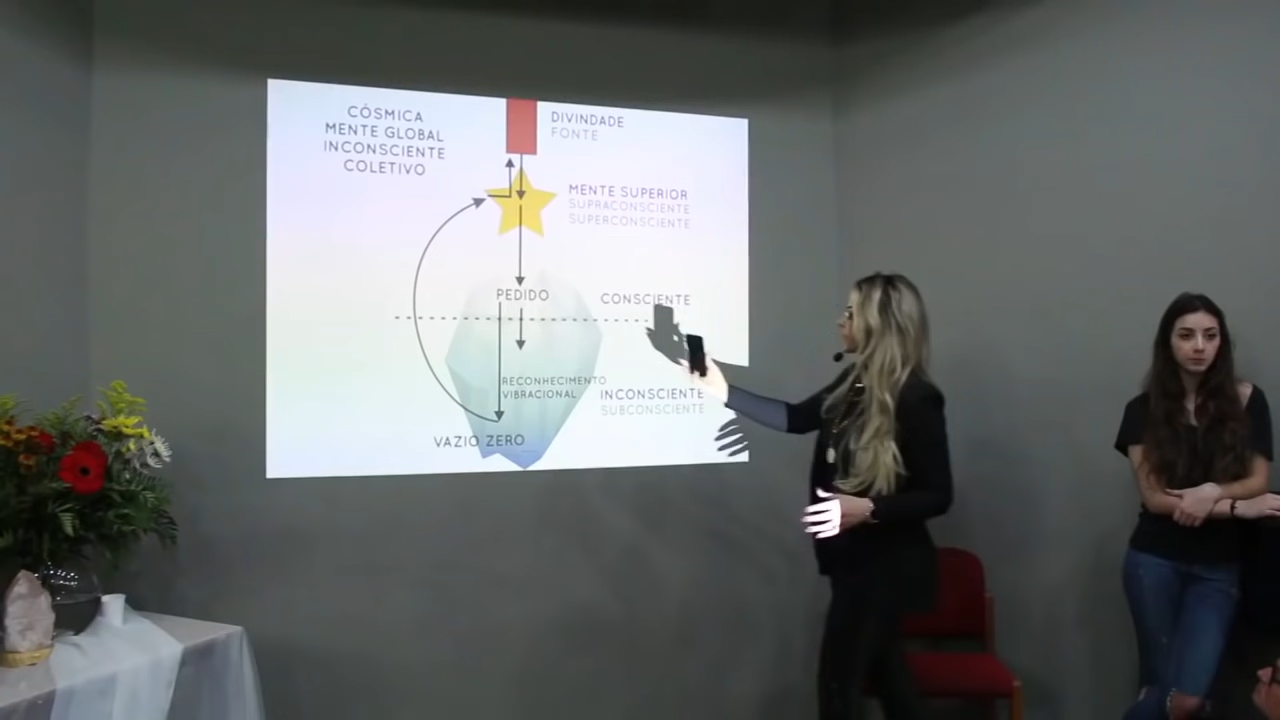 CÓSMICA
MENTE GLOBAL
INCONSCIENTE
COLETIVO
DIVINDADE
FONTE
MENTE SUPERIOR
SUPRACONSCIENTE
SUPERCONSCIENTE
PEDIDO
CONSCIENTE
RECONHECIMENTO
VIBRACIONAL
INCONSCIENTE
SUBCONSCIENTE
VAZIO ZERO